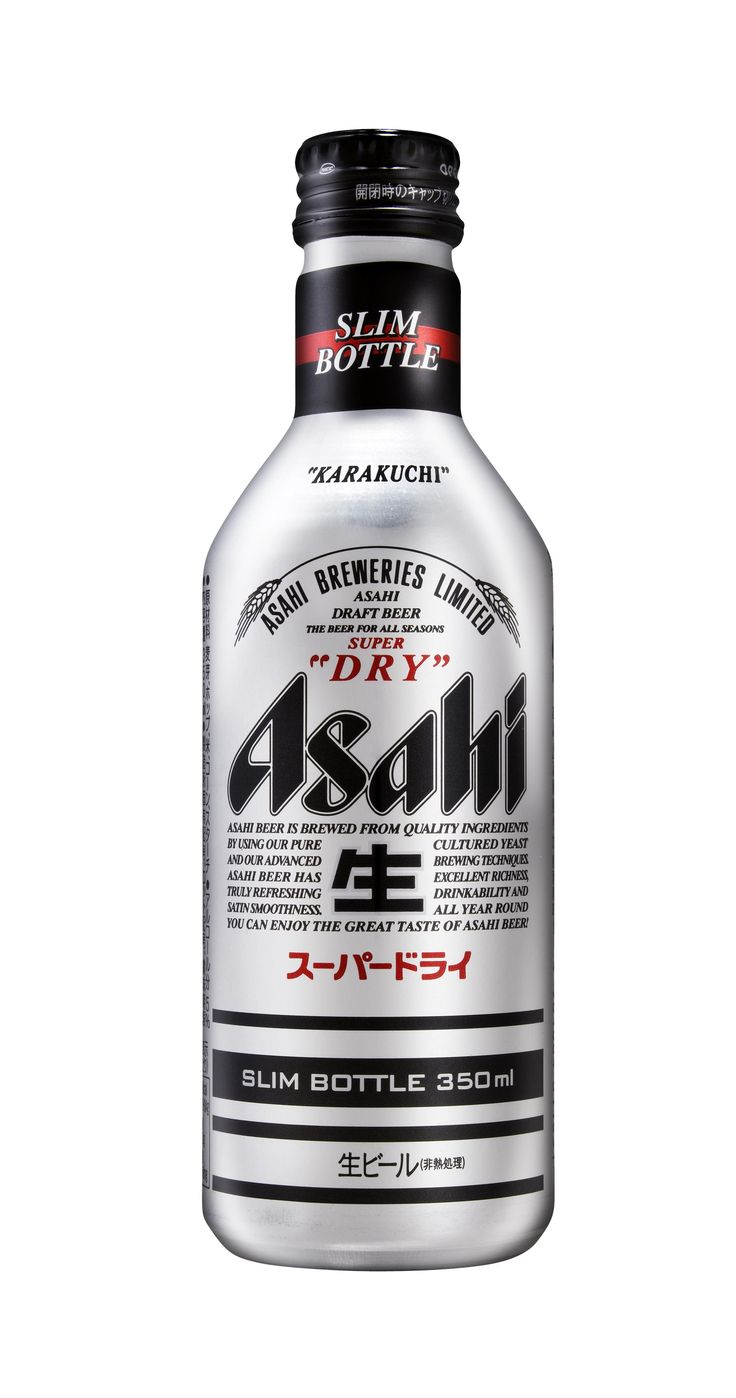 開閉時のキャップ
SLIM
BOTTLE
"KARAKUCHI"
ASAHI BREWERIES LIMITED
ASAHI
DRAFT BEER
THE BEER FOR ALL SEASONS
SUPER
"DRY"
Asahi
ASAHI BEER IS BREWED FROM QUALITY INGREDIENTS
BY USING OUR PURE CULTURED YEAST
AND OUR ADVANCED BREWING TECHNIQUES.
ASAHI BEER HAS 生 EXCELLENT RICHNESS,
TRULY REFRESHING DRINKABILITY AND
SATIN SMOOTHNESS. ALL YEAR ROUND
YOU CAN ENJOY THE GREAT TASTE OF ASAHI BEER!
スーパードライ
SLIM BOTTLE 350ml
生ビール(非熱処理)